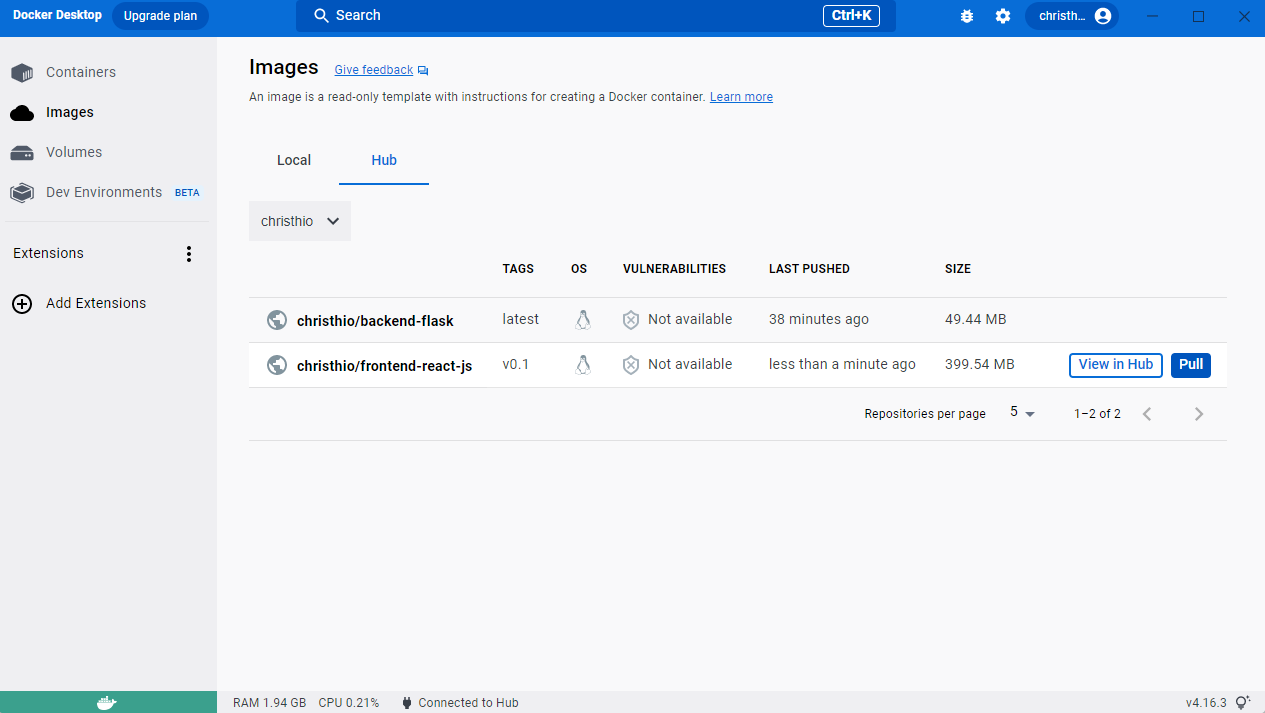 Docker Desktop Upgrade plan Search Ctrl+K christh...
Containers
Images
Volumes
Dev Environments BETA
Extensions
Add Extensions
Images Give feedback
An image is a read-only template with instructions for creating a Docker container. Learn more
Local Hub
christhio
TAGS OS VULNERABILITIES LAST PUSHED SIZE
christhio/backend-flask latest Not available 38 minutes ago 49.44 MB
christhio/frontend-react-js v0.1 Not available less than a minute ago 399.54 MB View in Hub Pull
Repositories per page 5 1–2 of 2
RAM 1.94 GB CPU 0.21% Connected to Hub v4.16.3